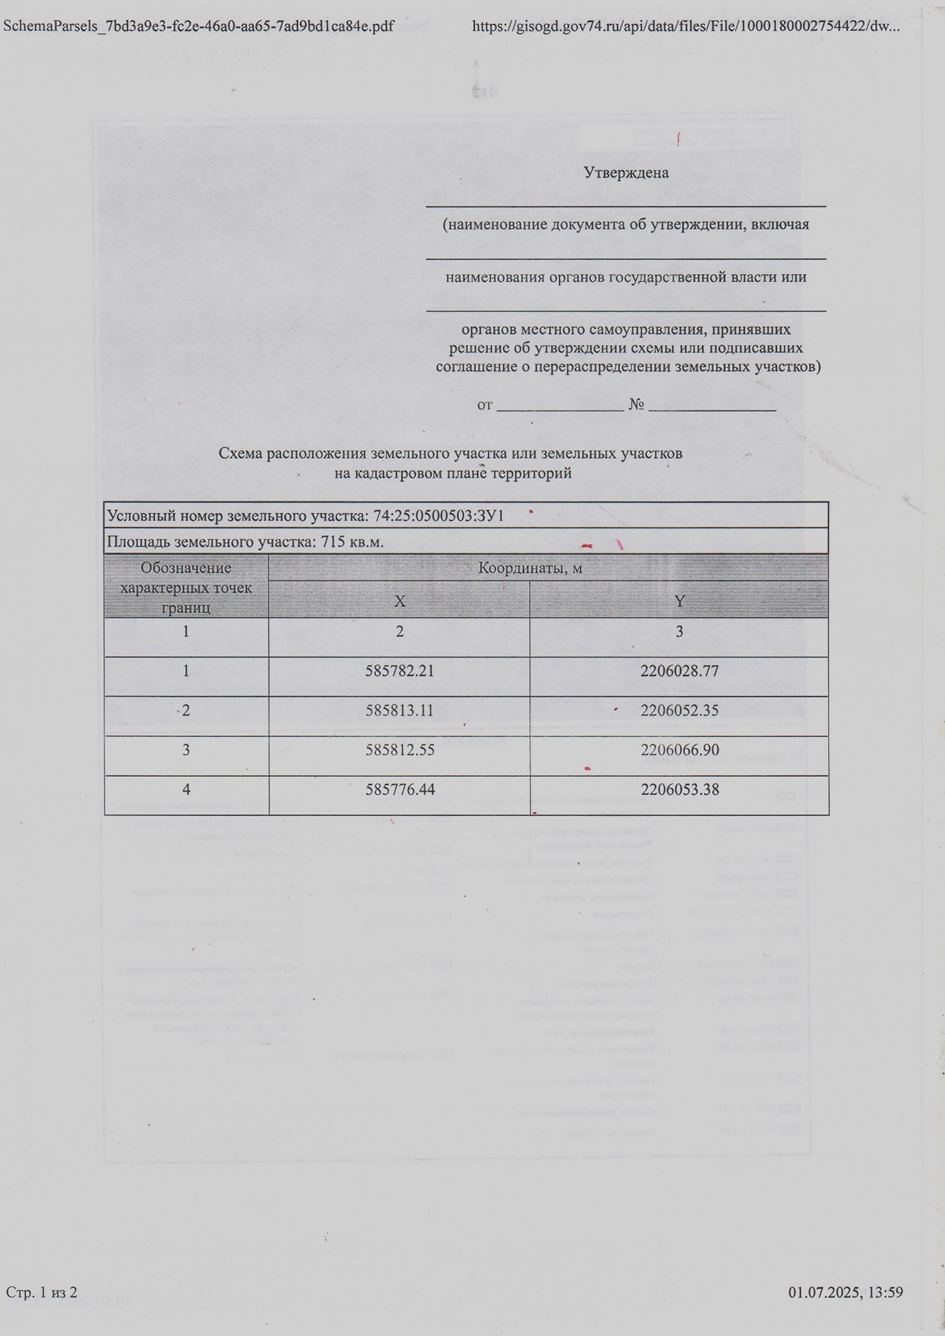 SchemaParsels_7bd3a9e3-fc2e-46a0-aa65-7ad9bd1ca84e.pdf https://gisogd.gov74.ru/api/data/files/File/1000180002754422/dw...
Утверждена
(наименование документа об утверждении, включая
наименования органов государственной власти или
органов местного самоуправления, принявших
решение об утверждении схемы или подписавших
соглашение о перераспределении земельных участков)
от ________________ № ________________
Схема расположения земельного участка или земельных участков
на кадастровом плане территорий
Условный номер земельного участка: 74:25:0500503:ЗУ1
Площадь земельного участка: 715 кв.м.
Обозначение характерных точек границ Координаты, м
X Y
1 2 3
1 585782.21 2206028.77
2 585813.11 2206052.35
3 585812.55 2206066.90
4 585776.44 2206053.38
Стр. 1 из 2 01.07.2025, 13:59